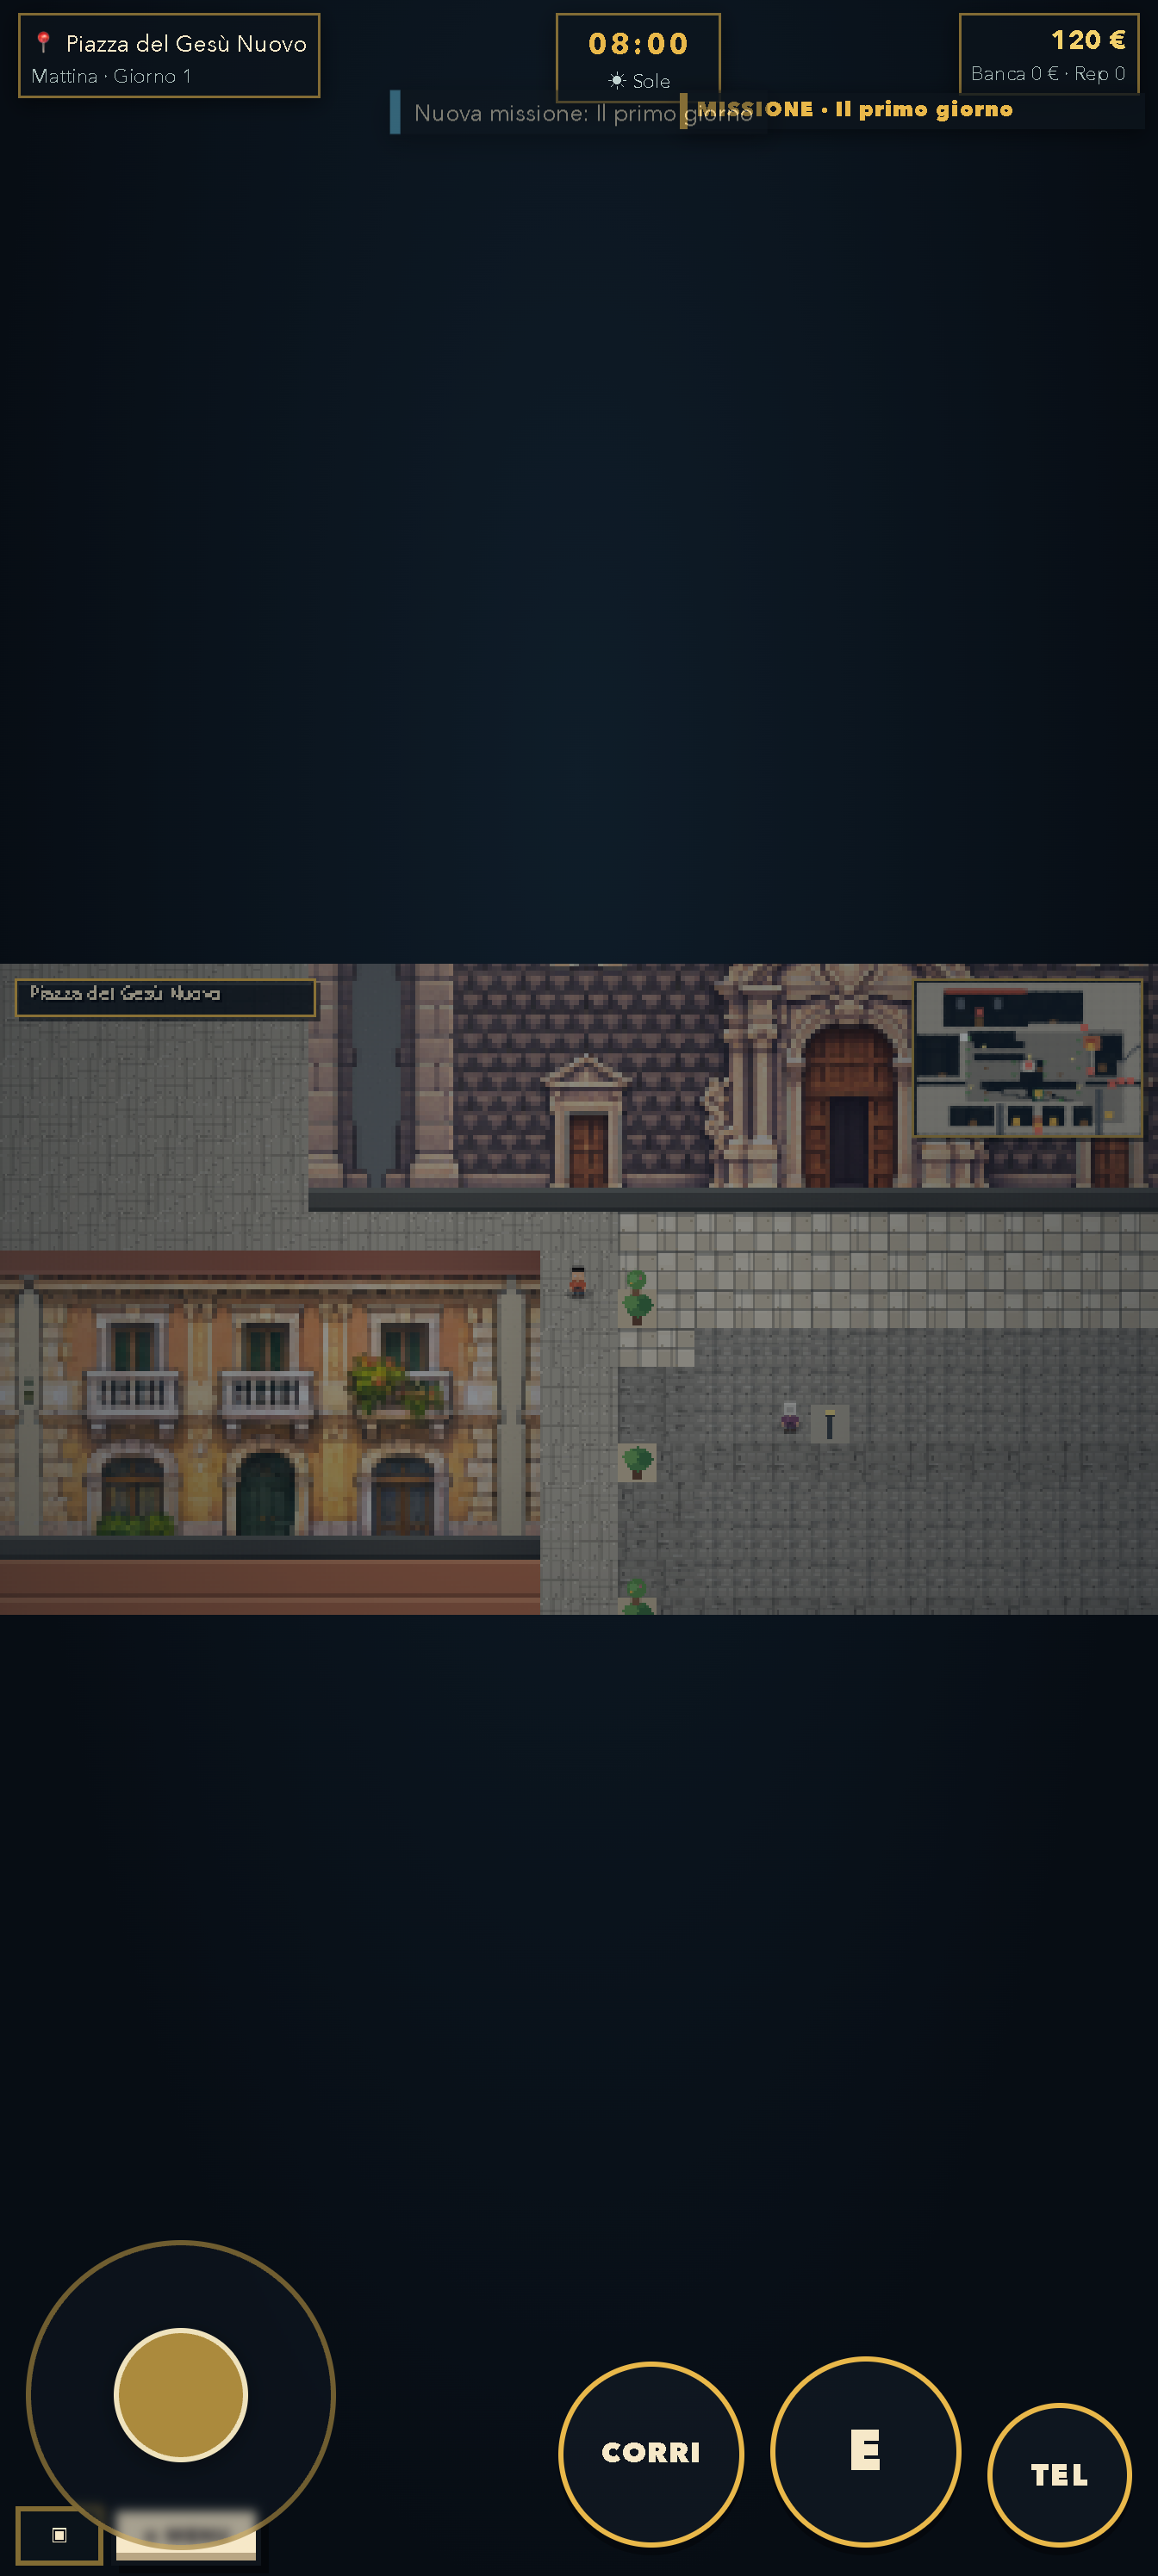 Piazza del Gesù Nuovo
Mattina · Giorno 1
08:00
☀ Sole
120 €
Banca 0 € · Rep 0
Nuova missione: Il primo giorno
MISSIONE · Il primo giorno
Piazza del Gesù Nuovo
CORRI
E
TEL